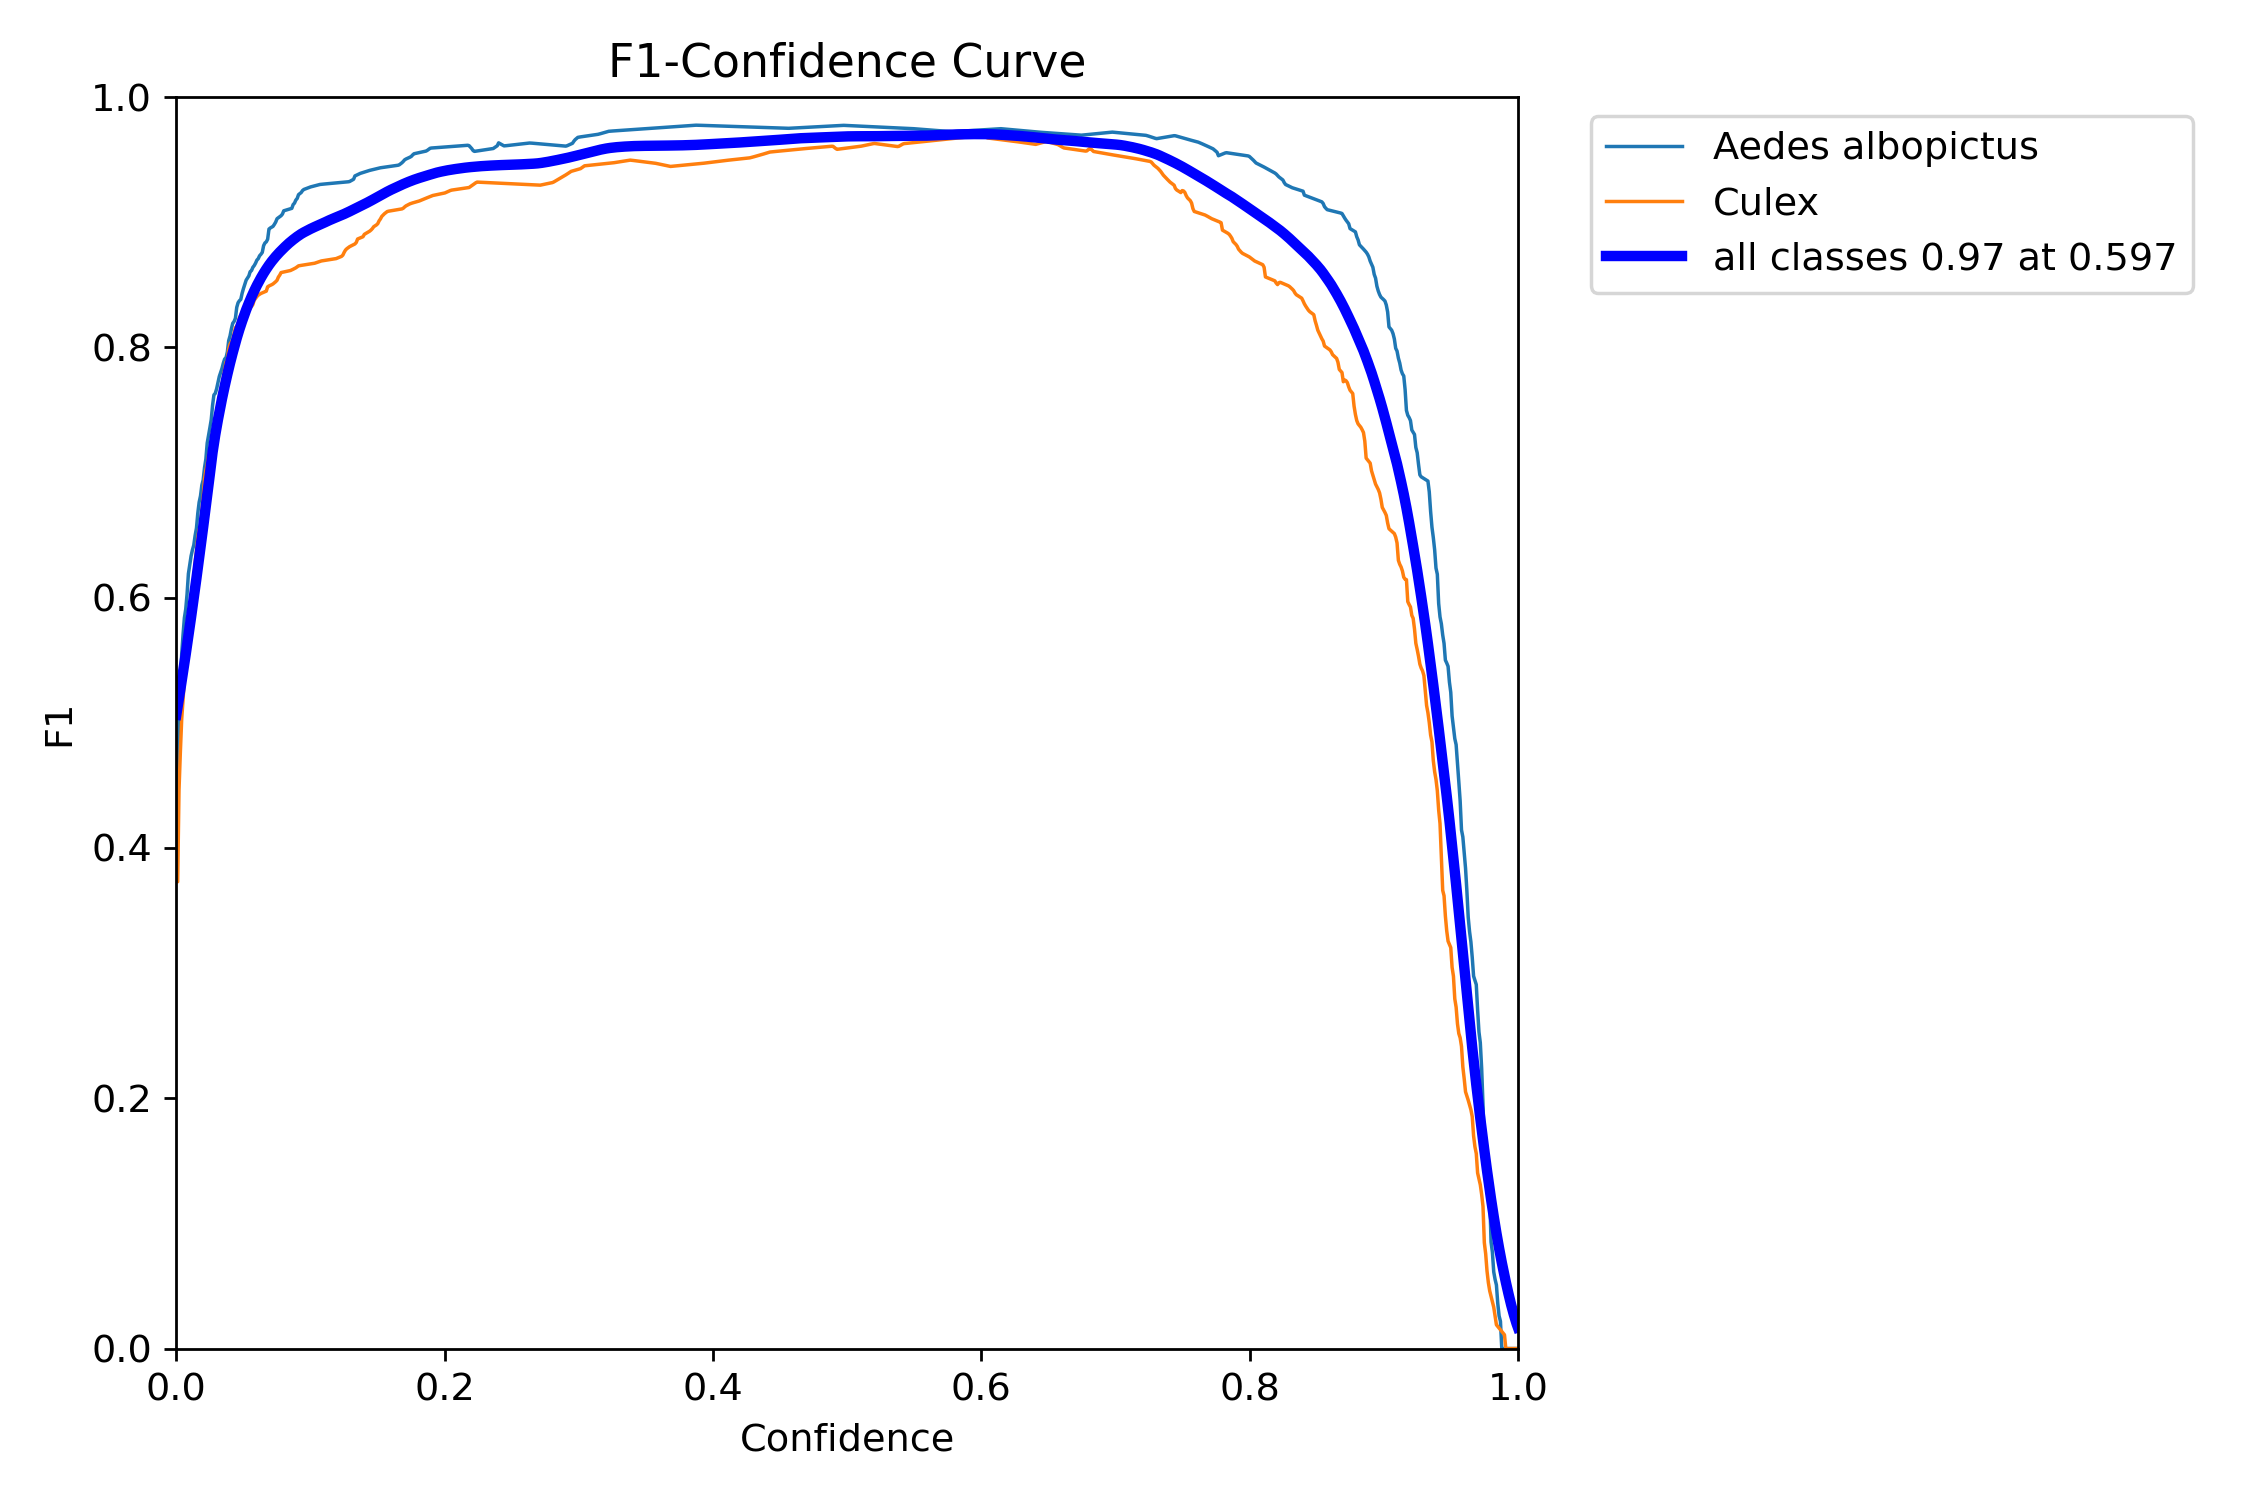 F1-Confidence Curve
1.0
0.8
0.6
0.4
0.2
0.0
F1
0.0 0.2 0.4 0.6 0.8 1.0
Confidence
Aedes albopictus
Culex
all classes 0.97 at 0.597